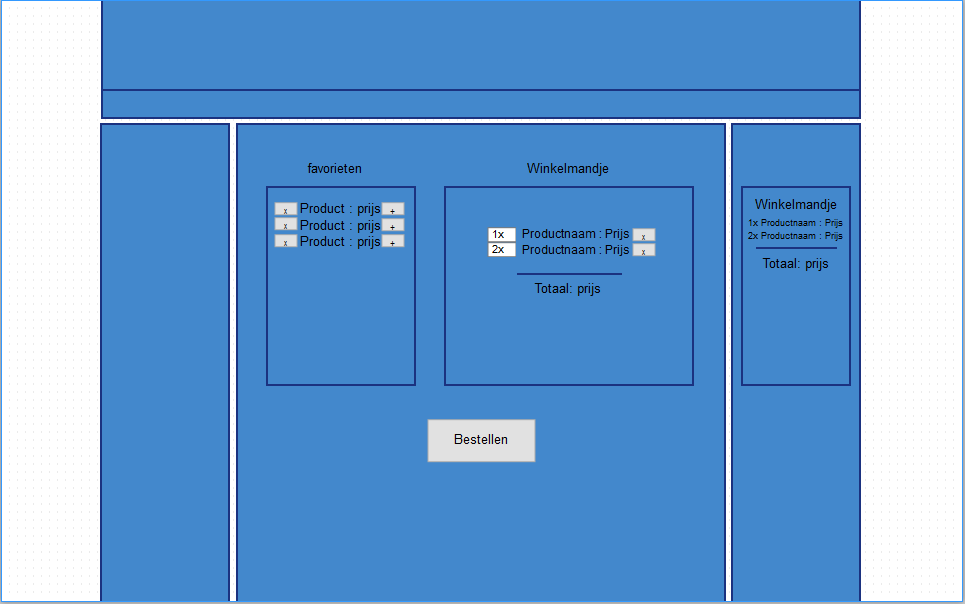 favorieten
x Product : prijs +
x Product : prijs +
x Product : prijs +
Winkelmandje
1x Productnaam : Prijs x
2x Productnaam : Prijs x
Totaal: prijs
Bestellen
Winkelmandje
1x Productnaam : Prijs
2x Productnaam : Prijs
Totaal: prijs